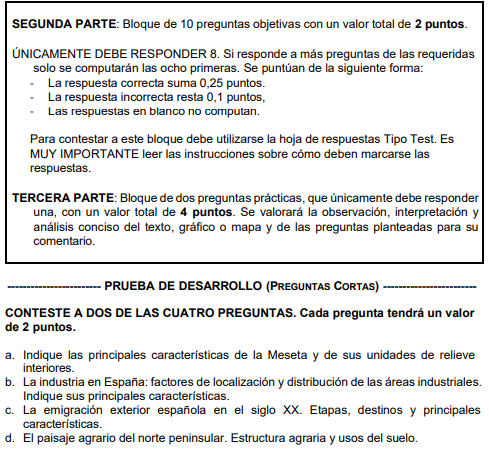 SEGUNDA PARTE: Bloque de 10 preguntas objetivas con un valor total de 2 puntos.
ÚNICAMENTE DEBE RESPONDER 8. Si responde a más preguntas de las requeridas
solo se computarán las ocho primeras. Se puntúan de la siguiente forma:
- La respuesta correcta suma 0,25 puntos.
- La respuesta incorrecta resta 0,1 puntos,
- Las respuestas en blanco no computan.
Para contestar a este bloque debe utilizarse la hoja de respuestas Tipo Test. Es
MUY IMPORTANTE leer las instrucciones sobre cómo deben marcarse las
respuestas.
TERCERA PARTE: Bloque de dos preguntas prácticas, que únicamente debe responder
una, con un valor total de 4 puntos. Se valorará la observación, interpretación y
análisis conciso del texto, gráfico o mapa y de las preguntas planteadas para su
comentario.
------------------------ PRUEBA DE DESARROLLO (PREGUNTAS CORTAS) ------------------------
CONTESTE A DOS DE LAS CUATRO PREGUNTAS. Cada pregunta tendrá un valor
de 2 puntos.
a. Indique las principales características de la Meseta y de sus unidades de relieve
interiores.
b. La industria en España: factores de localización y distribución de las áreas industriales.
Indique sus principales características.
c. La emigración exterior española en el siglo XX. Etapas, destinos y principales
características.
d. El paisaje agrario del norte peninsular. Estructura agraria y usos del suelo.